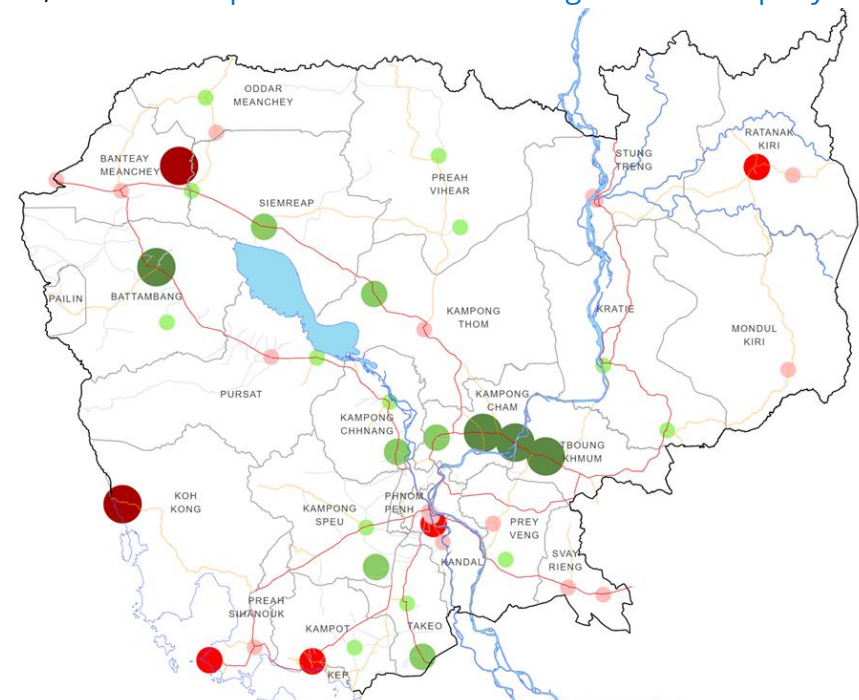 ODDAR
MEANCHEY
BANTEAY
MEANCHEY
RATANAK
KIRI
STUNG
TRENG
PREAH
VIHEAR
SIEMREAP
PAILIN
BATTAMBANG
KAMPONG
THOM
KRATIE
MONDUL
KIRI
PURSAT
KAMPONG
CHAM
KAMPONG
CHHNANG
TBOUNG
KHMUM
KOH
KONG
KAMPONG
SPEU
PHNOM
PENH
PREY
VENG
KANDAL
SVAY
RIENG
PREAH
SIHANOUK
KAMPOT
TAKEO
KEP